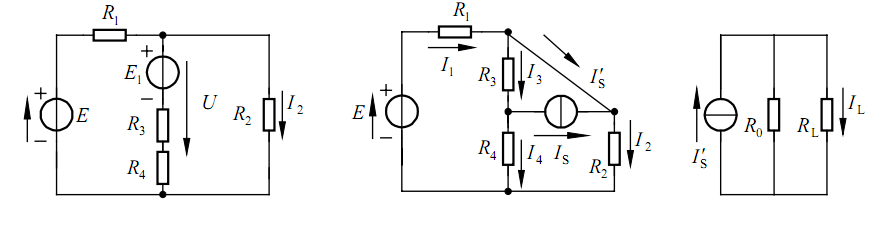 R₁
+
E₁
−
+
E
−
U
R₃
R₄
R₂
I₂
R₁
I₁
+
E
−
R₃
I₃
I′S
R₄
I₄
IS
R₂
I₂
I′S
R₀
RL
IL